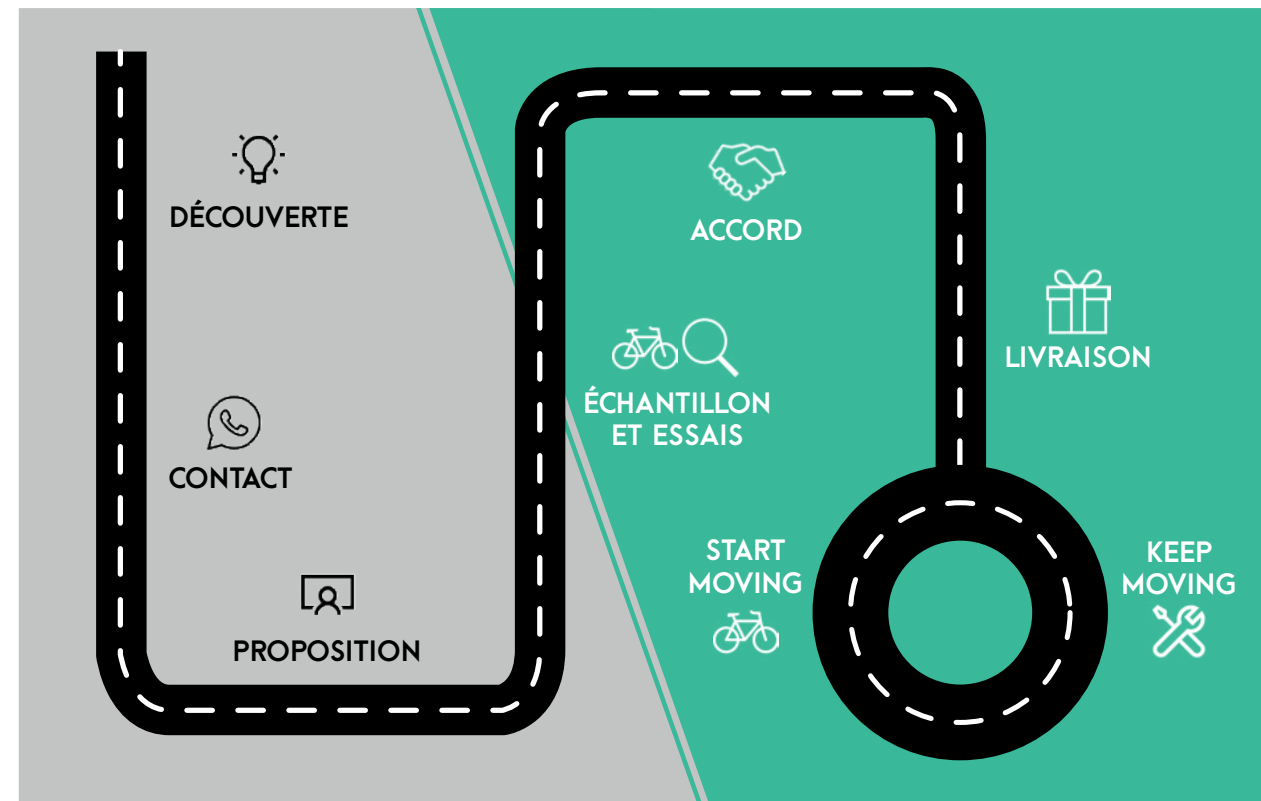 DÉCOUVERTE
CONTACT
PROPOSITION
ÉCHANTILLON
ET ESSAIS
ACCORD
LIVRAISON
START
MOVING
KEEP
MOVING